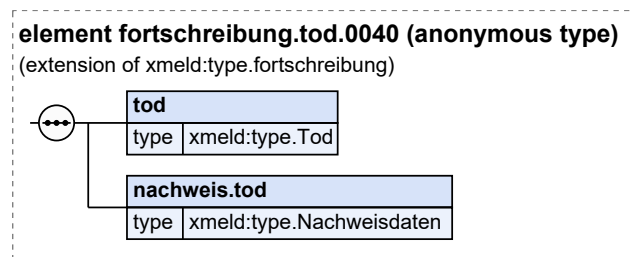 element fortschreibung.tod.0040 (anonymous type)
(extension of xmeld:type.fortschreibung)
tod
type xmeld:type.Tod
nachweis.tod
type xmeld:type.Nachweisdaten